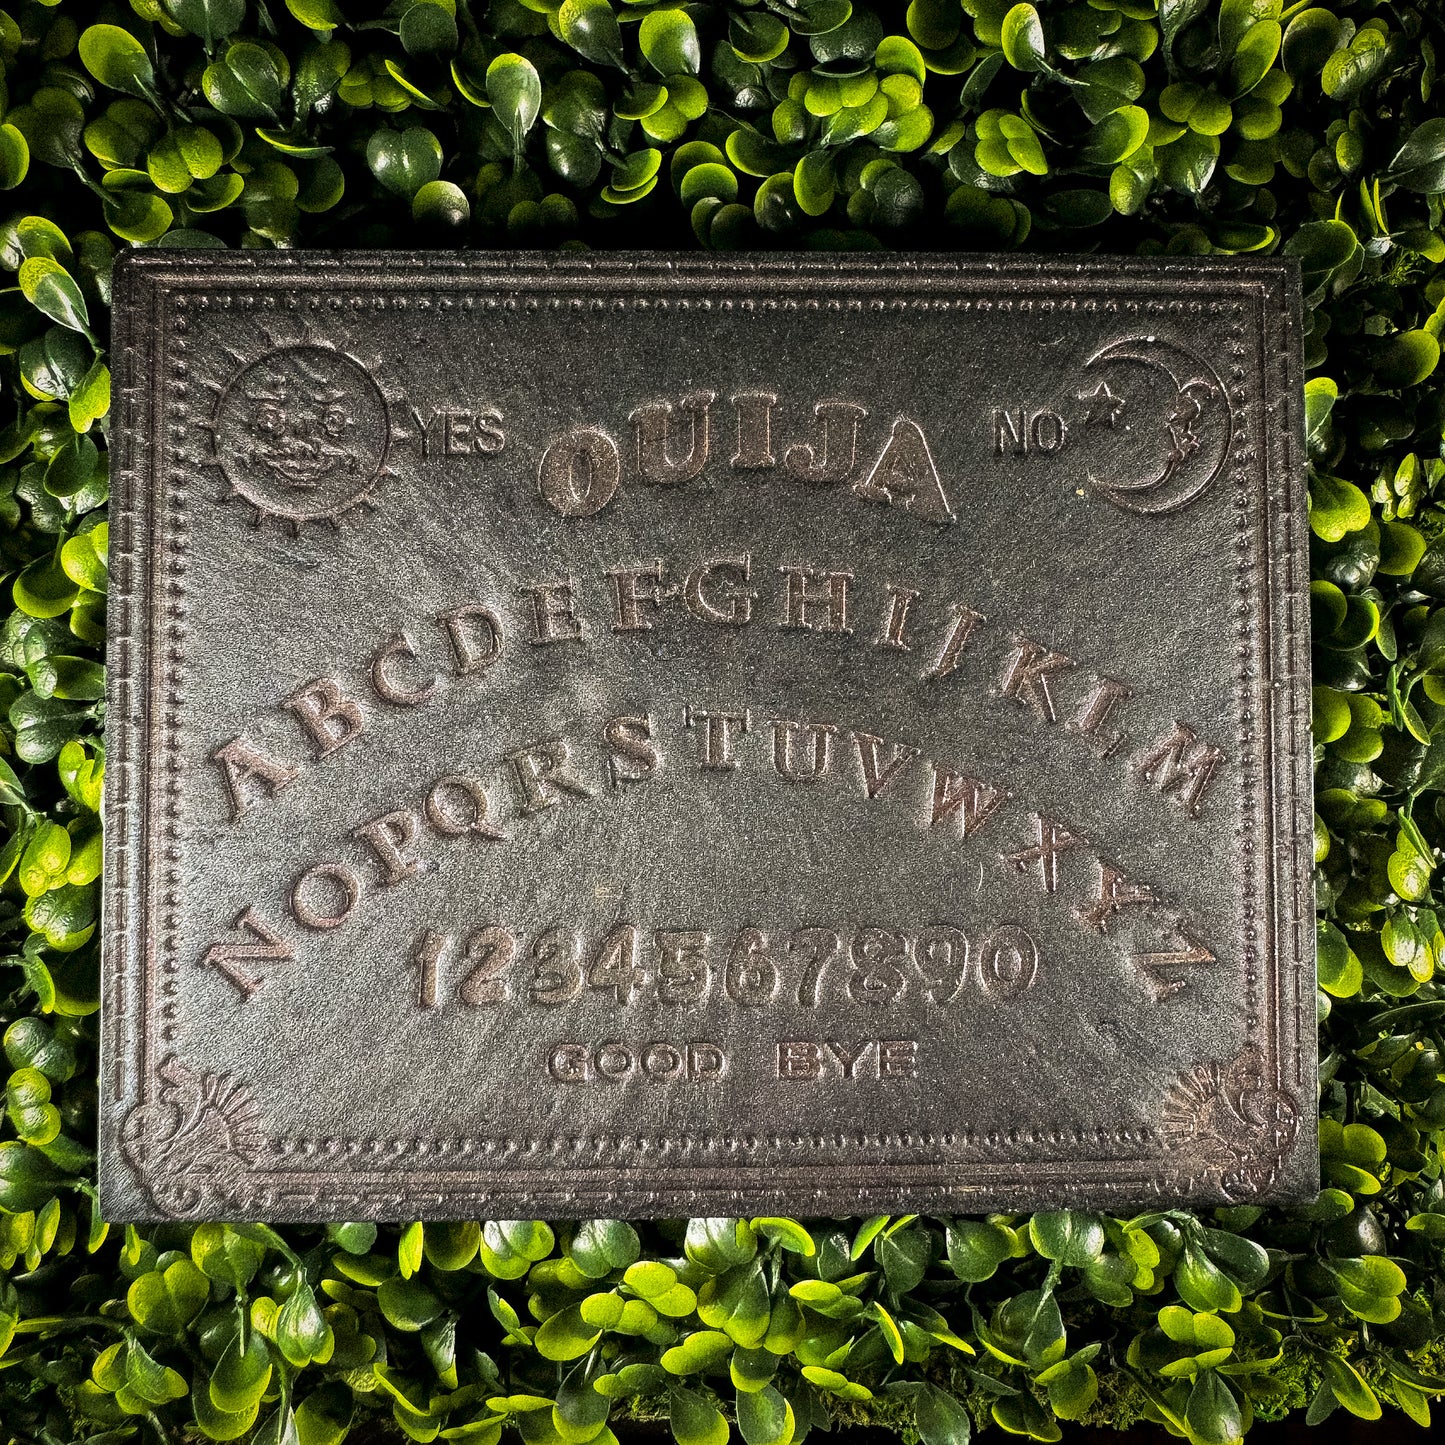 YES OUIJA NO
ABCDEFGHIJKLM
NOPQRSTUVWXYZ
1234567890
GOOD BYE